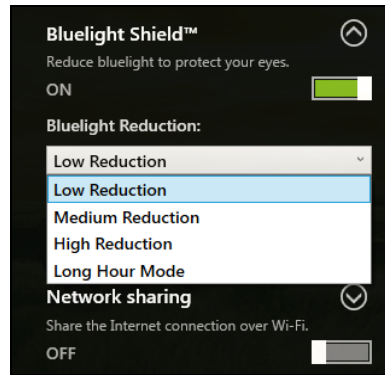 Bluelight Shield™
Reduce bluelight to protect your eyes.
ON
Bluelight Reduction:
Low Reduction
Low Reduction
Medium Reduction
High Reduction
Long Hour Mode
Network sharing
Share the Internet connection over Wi-Fi.
OFF